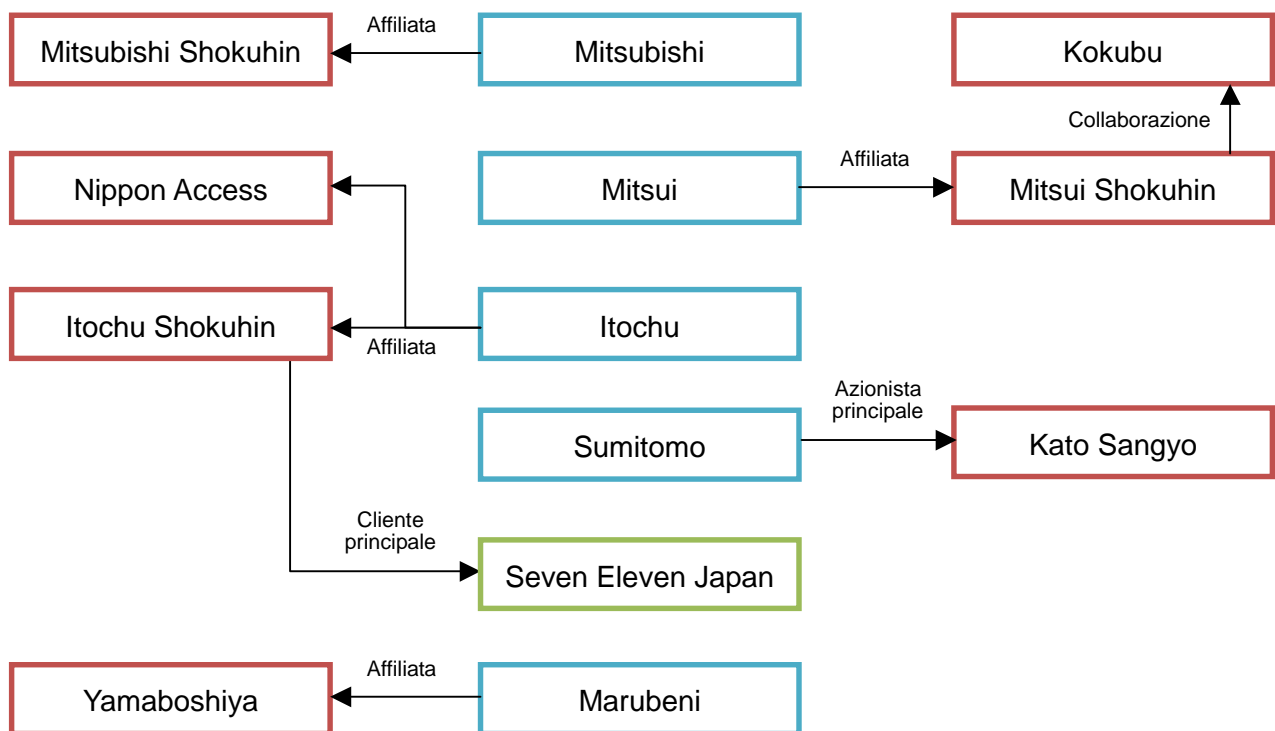 Mitsubishi Shokuhin
Affiliata
Mitsubishi
Kokubu
Collaborazione
Nippon Access
Mitsui
Affiliata
Mitsui Shokuhin
Itochu Shokuhin
Affiliata
Itochu
Sumitomo
Azionista
principale
Kato Sangyo
Cliente
principale
Seven Eleven Japan
Yamaboshiya
Affiliata
Marubeni